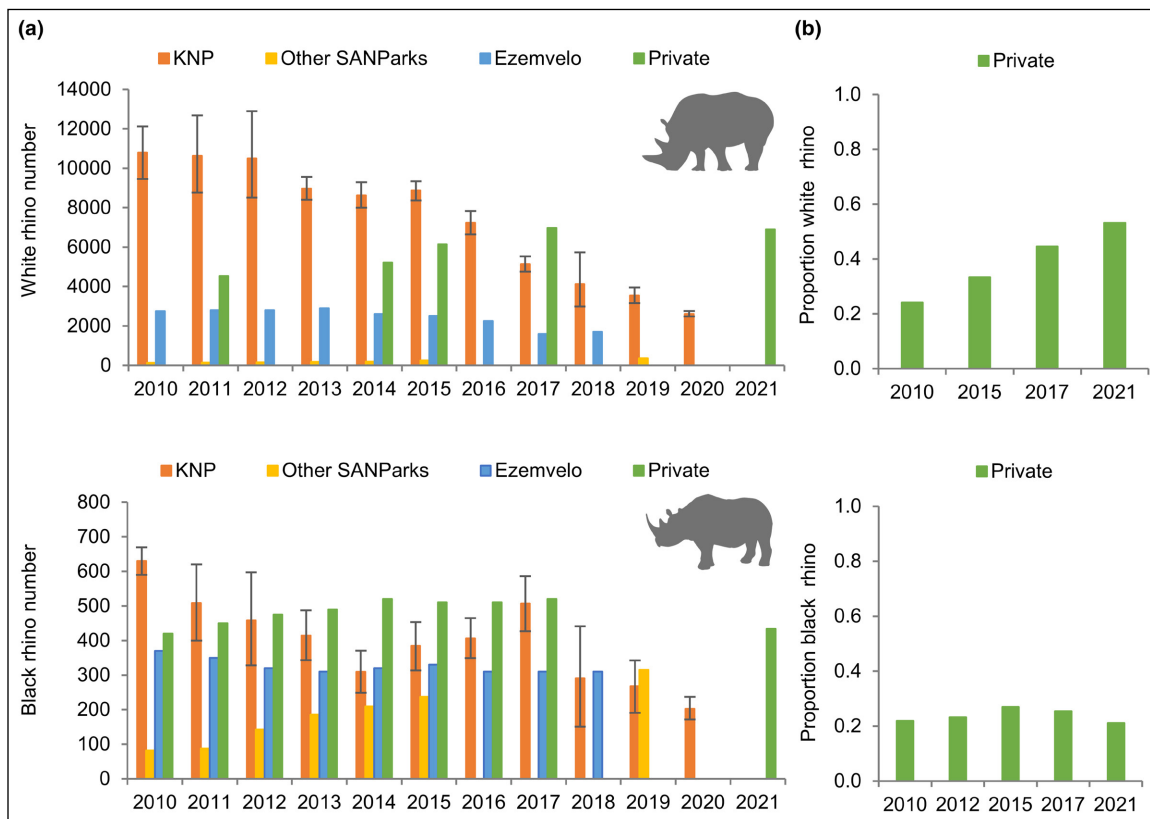 (a)
KNP Other SANParks Ezemvelo Private
White rhino number
14000
12000
10000
8000
6000
4000
2000
0
2010 2011 2012 2013 2014 2015 2016 2017 2018 2019 2020 2021
(b)
Private
Proportion white rhino
1.0
0.8
0.6
0.4
0.2
0.0
2010 2015 2017 2021
KNP Other SANParks Ezemvelo Private
Black rhino number
800
700
600
500
400
300
200
100
0
2010 2011 2012 2013 2014 2015 2016 2017 2018 2019 2020 2021
Private
Proportion black rhino
1.0
0.8
0.6
0.4
0.2
0.0
2010 2012 2015 2017 2021